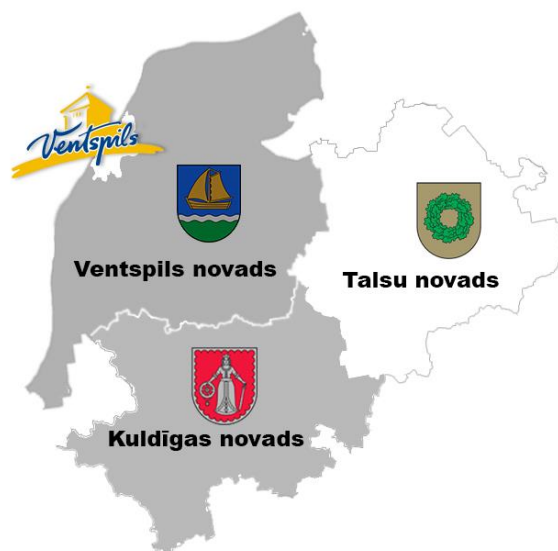 Ventspils
Ventspils novads
Talsu novads
Kuldīgas novads